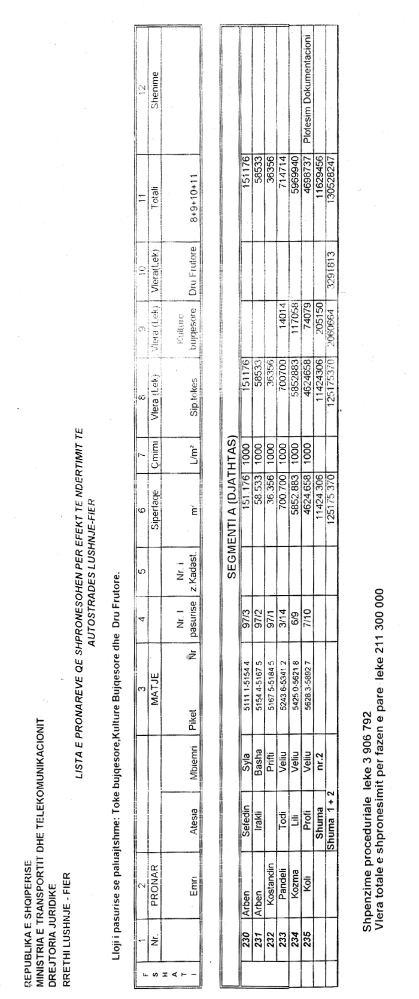 REPUBLIKA E SHQIPERISE
MINISTRIA E TRANSPORTIT DHE TELEKOMUNIKACIONIT
DREJTORIA JURIDIKE
RRETHI LUSHNJE - FIER
LISTA E PRONAREVE QE SHPRONESOHEN PER EFEKT TE NDERTIMIT TE
AUTOSTRADES LUSHNJE-FIER
Lloji i pasurise se paluajtshme: Toke bujqesore,Kulture Bujqesore dhe Dru Frutore.
F S H A T I
1 2 3 4 5 6 7 8 9 10 11 12
Nr. PRONAR MATJE Siperfaqe Çmimi Vlera (Lek) Vlera (Lek) Vlera(Lek) Totali Shenime
Nr. I Nr. i Kulture
Emri Atesia Mbiemri Piket Nr pasurise z.Kadast. m² L/m² Sip.tokes bujqesore Dru Frutore 8+9+10+11
SEGMENTI A (DJATHTAS)
230 Arben Sefedin Syla 5111.1-5154.4 97/3 151.176 1000 151176 151176
231 Arben Irakli Basha 5154.4-5167.5 97/2 58.533 1000 58533 58533
232 Kostandin Prifti 5167.5-5184.5 97/1 36.356 1000 36356 36356
233 Pandeli Todi Veliu 5243.6-5341.2 3/14 700.700 1000 700700 14014 714714
234 Kozma Lili Veliu 5425.0-5621.8 6/9 5852.883 1000 5852883 117058 5969940
235 Koli Profi Veliu 5628.3-5892.7 7/10 4624.658 1000 4624658 74079 4698737 Plotesim Dokumentacioni
Shuma nr.2 11424.306 11424306 205150 11629456
Shuma 1 + 2 125175.370 125175370 2060664 3291813 130528247
Shpenzime proceduriale leke 3 906 792
Vlera totale e shpronesimit per fazen e pare leke 211 300 000